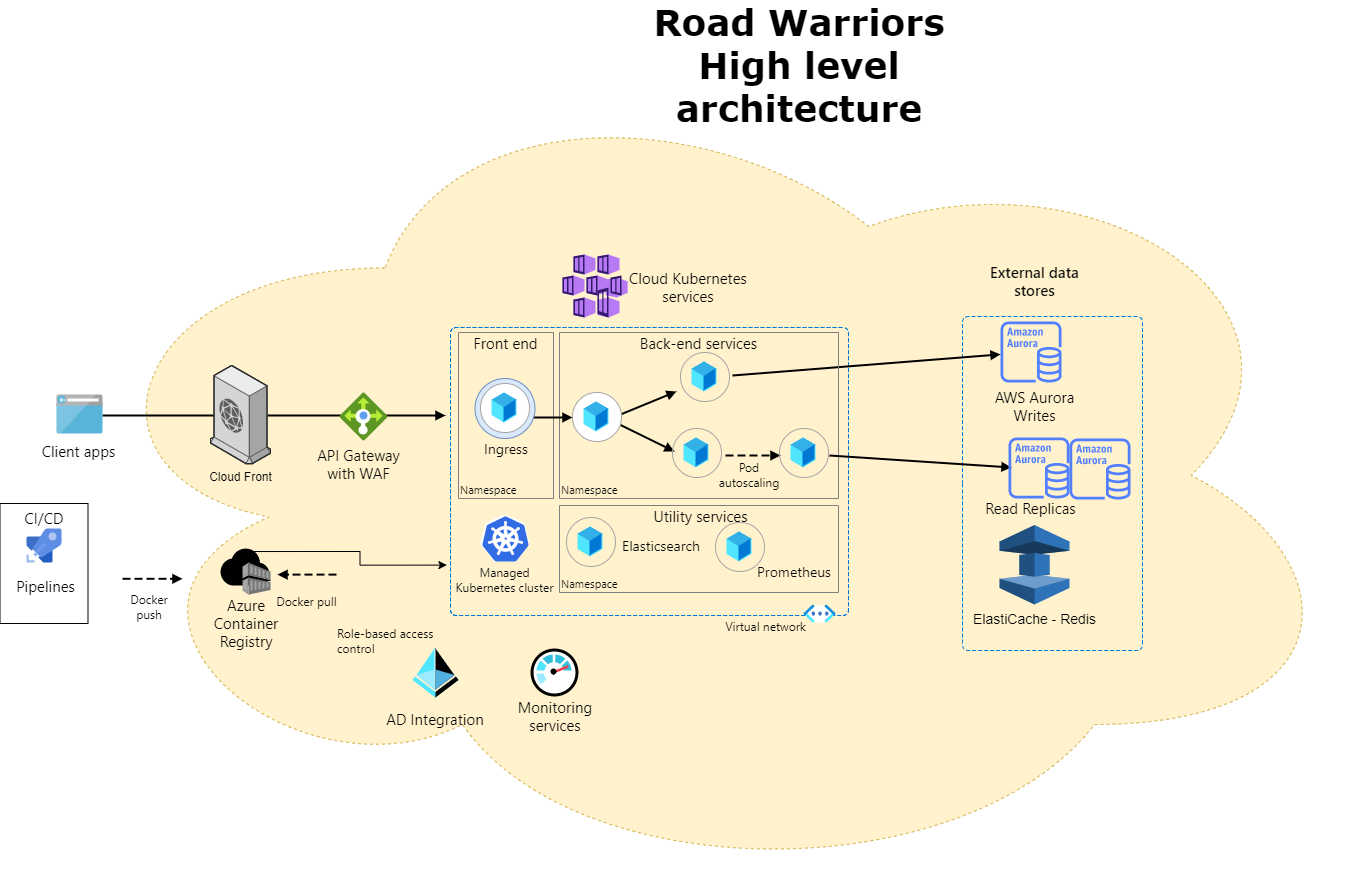 Road Warriors
High level
architecture
Cloud Kubernetes
services
External data
stores
Front end
Back-end services
Amazon
Aurora
AWS Aurora
Writes
Client apps
Cloud Front
API Gateway
with WAF
Ingress
Pod
autoscaling
Namespace
Namespace
Amazon
Aurora
Amazon
Aurora
Read Replicas
CI/CD
Pipelines
Docker
push
Azure
Container
Registry
Docker pull
Managed
Kubernetes cluster
Utility services
Elasticsearch
Prometheus
Namespace
Virtual network
ElastiCache - Redis
Role-based access
control
AD Integration
Monitoring
services